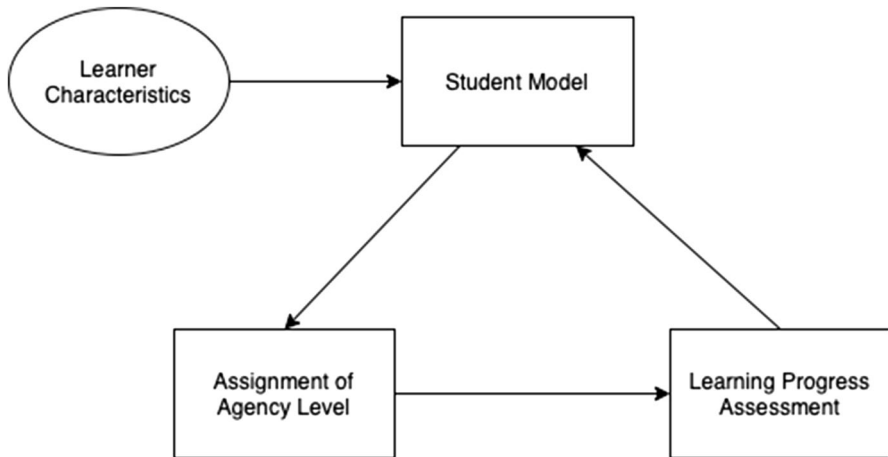 Learner
Characteristics
Student Model
Assignment of
Agency Level
Learning Progress
Assessment